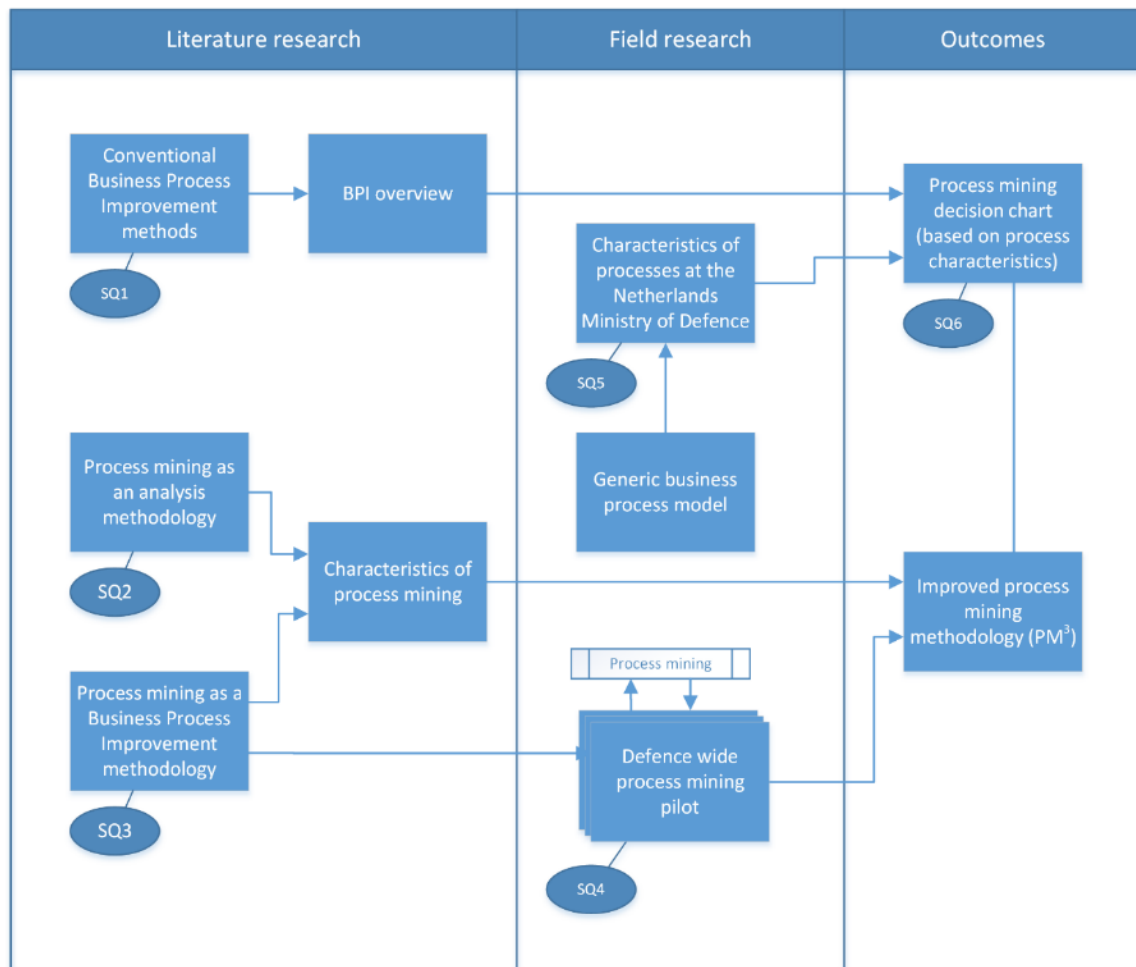 Literature research
Field research
Outcomes
Conventional
Business Process
Improvement
methods
BPI overview
SQ1
Process mining
decision chart
(based on process
characteristics)
SQ6
Characteristics of
processes at the
Netherlands
Ministry of Defence
SQ5
Generic business
process model
Process mining as
an analysis
methodology
SQ2
Characteristics of
process mining
Process mining as a
Business Process
Improvement
methodology
SQ3
Process mining
Defence wide
process mining
pilot
SQ4
Improved process
mining
methodology (PM³)